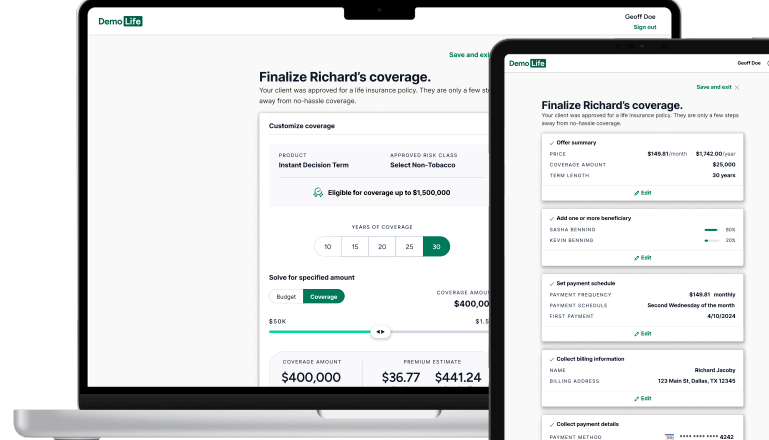 Demo Life
Geoff Doe
Sign out
Save and exit
Finalize Richard's coverage.
Your client was approved for a life insurance policy. They are only a few
away from no-hassle coverage.
Customize coverage
PRODUCT
APPROVED RISK CLASS
Instant Decision Term
Select Non-Tobacco
Eligible for coverage up to $1,500,000
YEARS OF COVERAGE
10 15 20 25 30
Solve for specified amount
Budget Coverage
COVERAGE AMOU
$400,00
$50K
$1.5
COVERAGE AMOUNT
PREMIUM ESTIMATE
$400,000
$36.77 $441.24
Demo Life
Geoff Doe
Save and exit ×
Finalize Richard's coverage.
Your client was approved for a life insurance policy. They are only a few steps
away from no-hassle coverage.
✓ Offer summary
PRICE $149.81/month $1,742.00/year
COVERAGE AMOUNT $25,000
TERM LENGTH 30 years
Edit
✓ Add one or more beneficiary
SASHA BENNING 60%
KEVIN BENNING 20%
Edit
✓ Set payment schedule
PAYMENT FREQUENCY $149.81 monthly
PAYMENT SCHEDULE Second Wednesday of the month
FIRST PAYMENT 4/10/2024
Edit
✓ Collect billing information
NAME Richard Jacoby
BILLING ADDRESS 123 Main St, Dallas, TX 12345
Edit
✓ Collect payment details
PAYMENT METHOD **** **** **** 4242